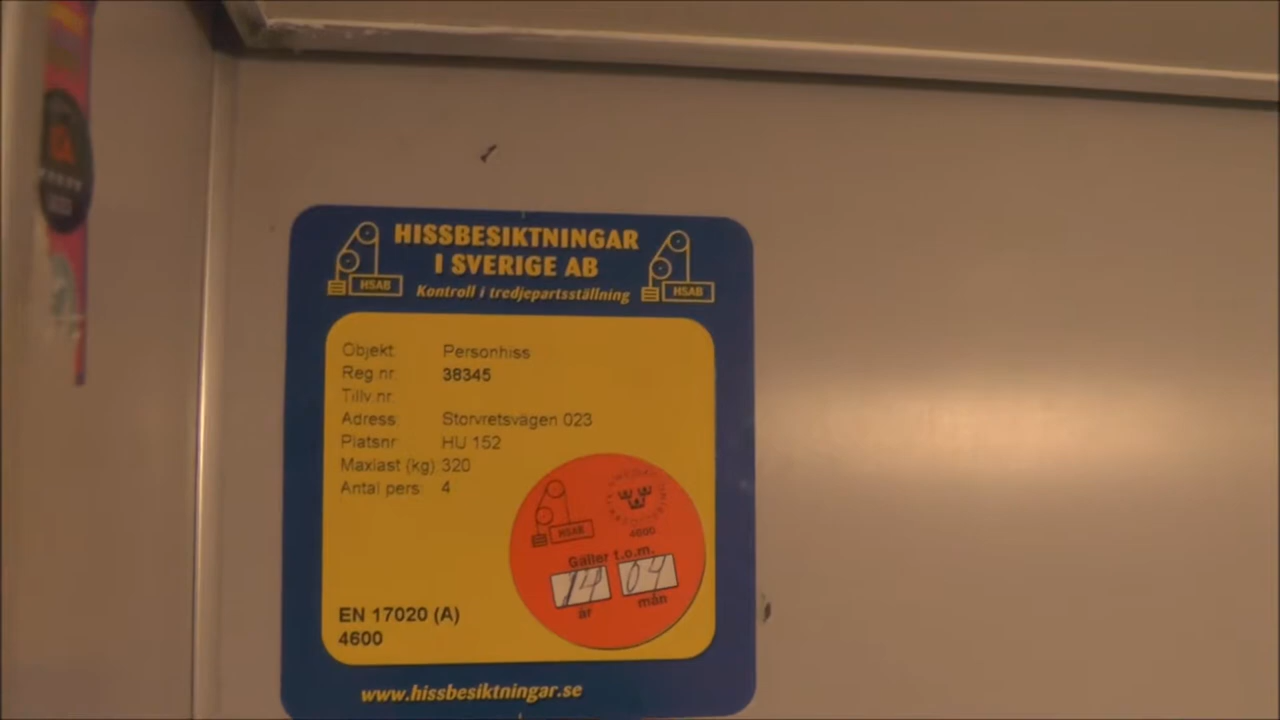 HISSBESIKTNINGAR
I SVERIGE AB
HSAB
HSAB
Kontroll i tredjepartsställning
Objekt: Personhiss
Reg.nr: 38345
Tillv.nr:
Adress: Storvretsvägen 023
Platsnr: HU 152
Maxlast (kg): 320
Antal pers: 4
HSAB
4600
Gäller t.o.m.
14 04
år mån
EN 17020 (A)
4600
www.hissbesiktningar.se